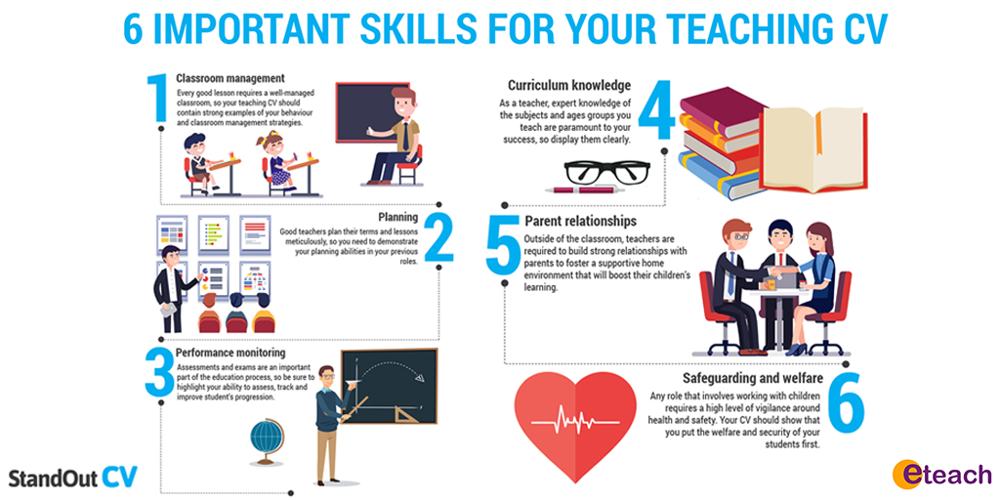 6 IMPORTANT SKILLS FOR YOUR TEACHING CV
1
Classroom management
Every good lesson requires a well-managed
classroom, so your teaching CV should
contain strong examples of your behaviour
and classroom management strategies.
2
Planning
Good teachers plan their terms and lessons
meticulously, so you need to demonstrate
your planning abilities in your previous
roles.
3
Performance monitoring
Assessments and exams are an important
part of the education process, so be sure to
highlight your ability to assess, track and
improve student's progression.
4
Curriculum knowledge
As a teacher, expert knowledge of
the subjects and ages groups you
teach are paramount to your
success, so display them clearly.
5
Parent relationships
Outside of the classroom, teachers are
required to build strong relationships with
parents to foster a supportive home
environment that will boost their children's
learning.
6
Safeguarding and welfare
Any role that involves working with children
requires a high level of vigilance around
health and safety. Your CV should show that
you put the welfare and security of your
students first.
StandOut CV
eteach